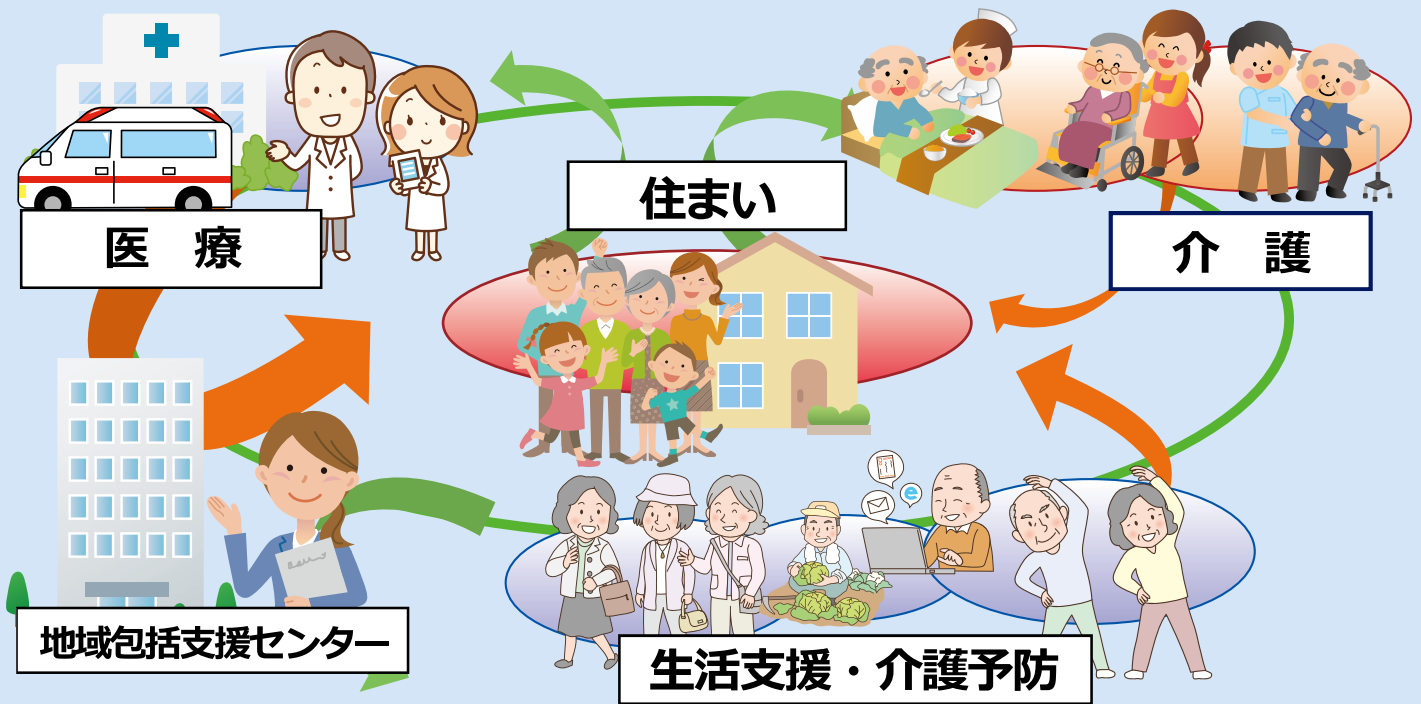 住まい
医　療
介　護
地域包括支援センター
生活支援・介護予防